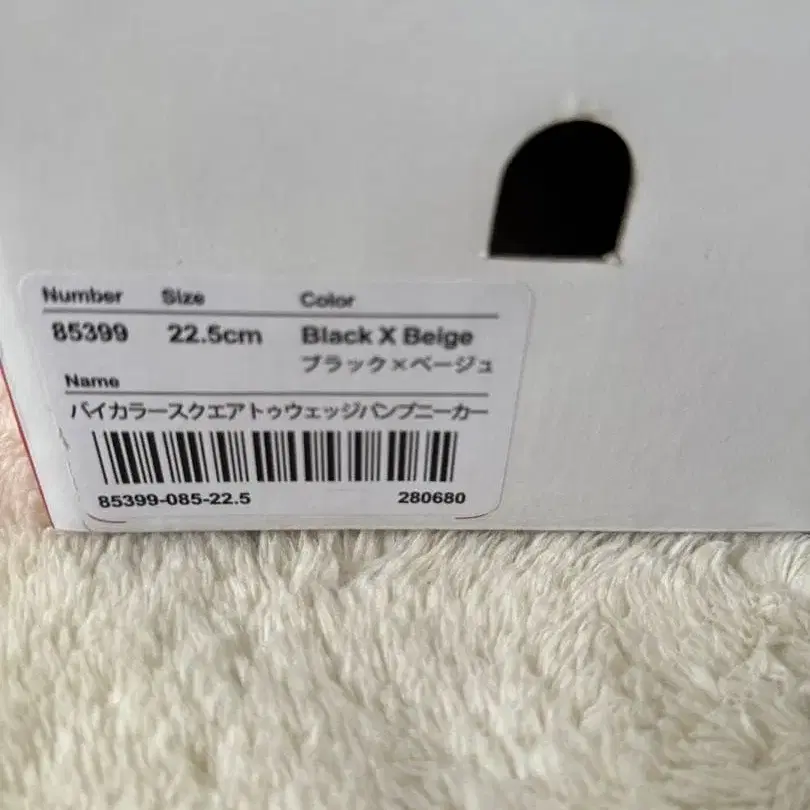 Number Size Color
85399 22.5cm Black X Beige
ブラック×ベージュ
Name
バイカラースクエアトゥウェッジパンプニーカー
85399-085-22.5 280680